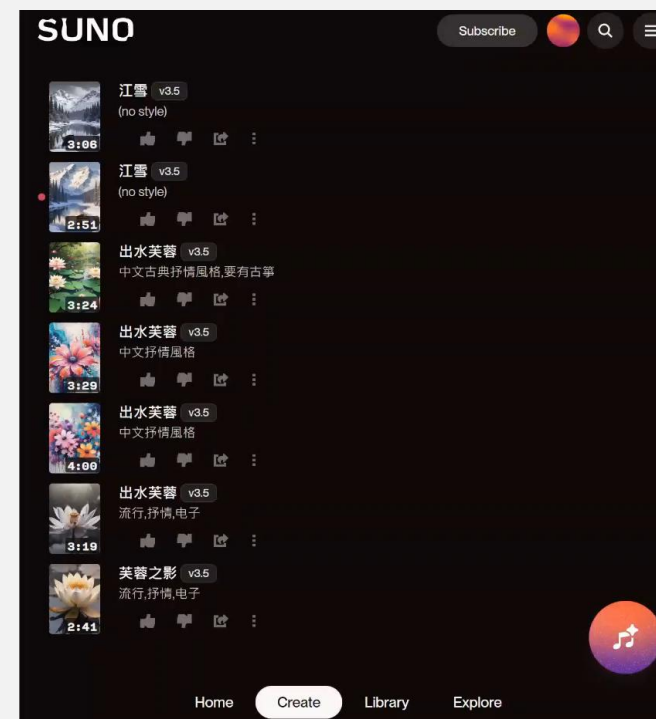 SUNO
Subscribe
江雪 v3.5
(no style)
3:06
江雪 v3.5
(no style)
2:51
出水芙蓉 v3.5
中文古典抒情風格,要有古箏
3:24
出水芙蓉 v3.5
中文抒情風格
3:29
出水芙蓉 v3.5
中文抒情風格
4:00
出水芙蓉 v3.5
流行,抒情,电子
3:19
芙蓉之影 v3.5
流行,抒情,电子
2:41
Home Create Library Explore